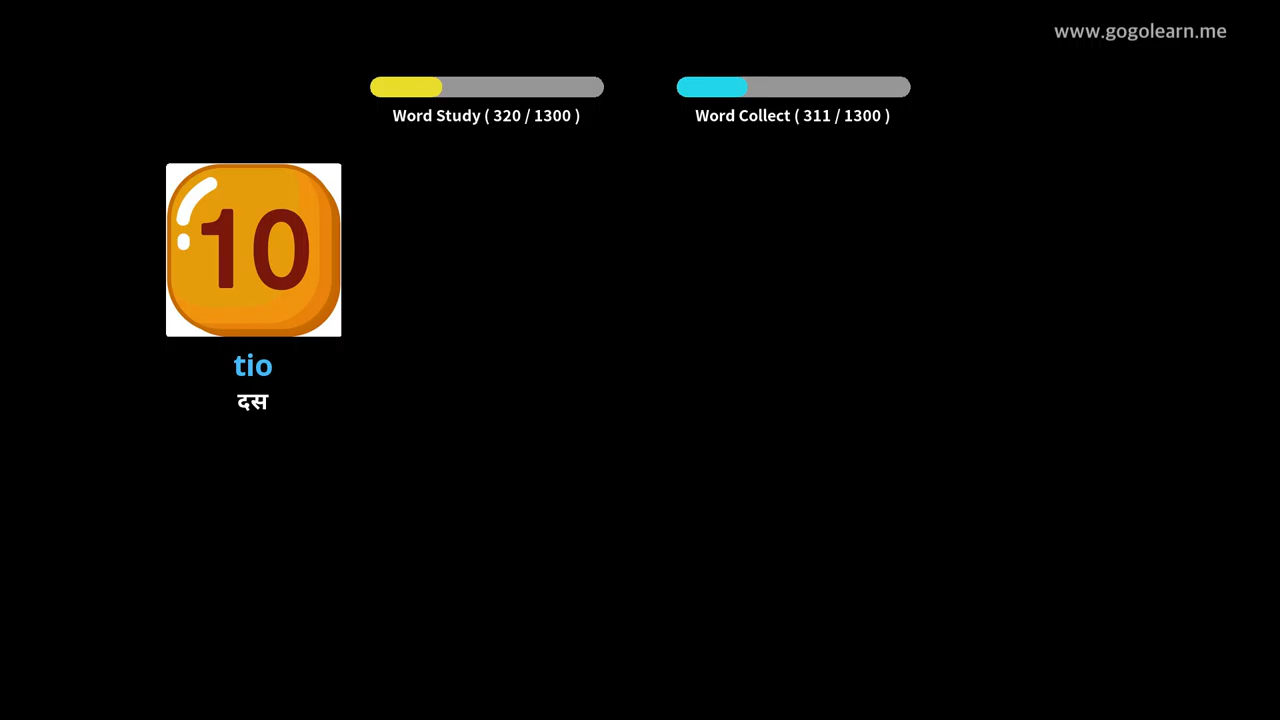 www.gogolearn.me
Word Study ( 320 / 1300 )
Word Collect ( 311 / 1300 )
10
tio
दस